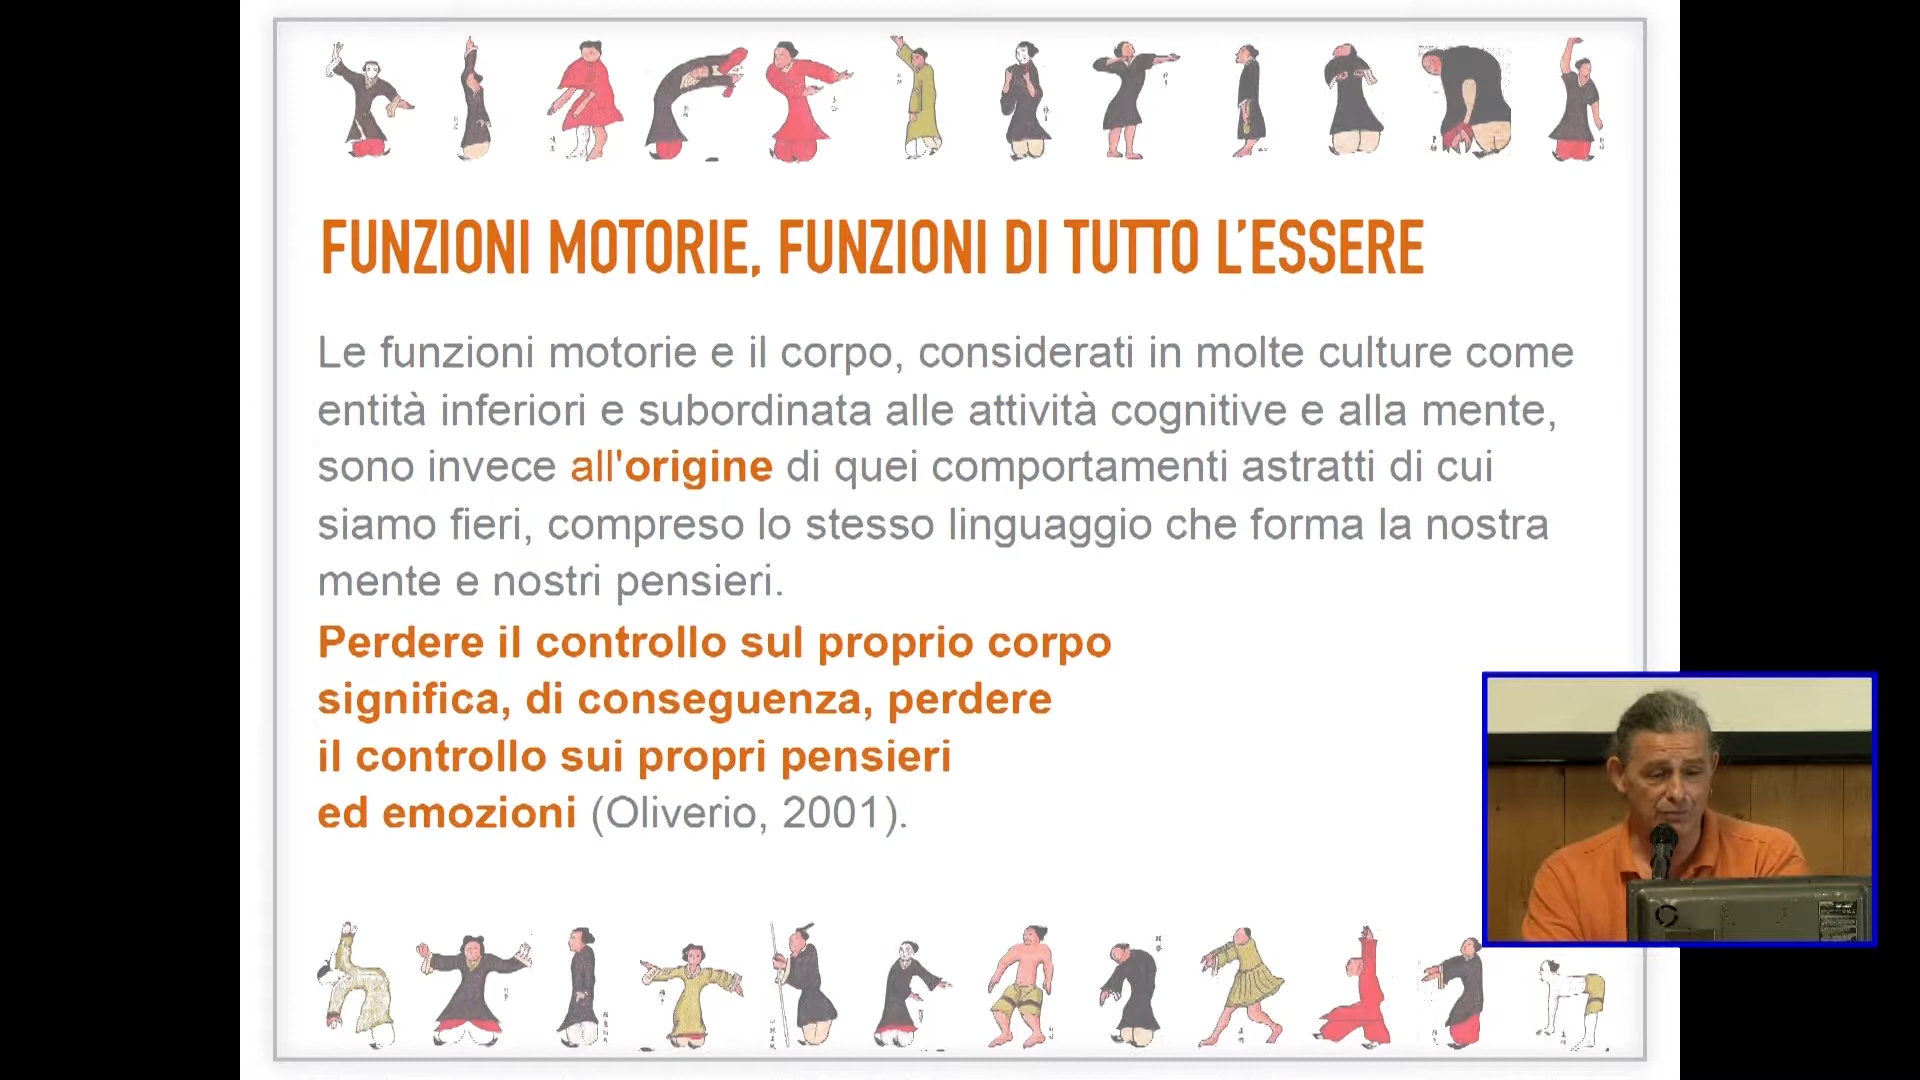 FUNZIONI MOTORIE, FUNZIONI DI TUTTO L'ESSERE
Le funzioni motorie e il corpo, considerati in molte culture come
entità inferiori e subordinata alle attività cognitive e alla mente,
sono invece all'origine di quei comportamenti astratti di cui
siamo fieri, compreso lo stesso linguaggio che forma la nostra
mente e nostri pensieri.
Perdere il controllo sul proprio corpo
significa, di conseguenza, perdere
il controllo sui propri pensieri
ed emozioni (Oliverio, 2001).